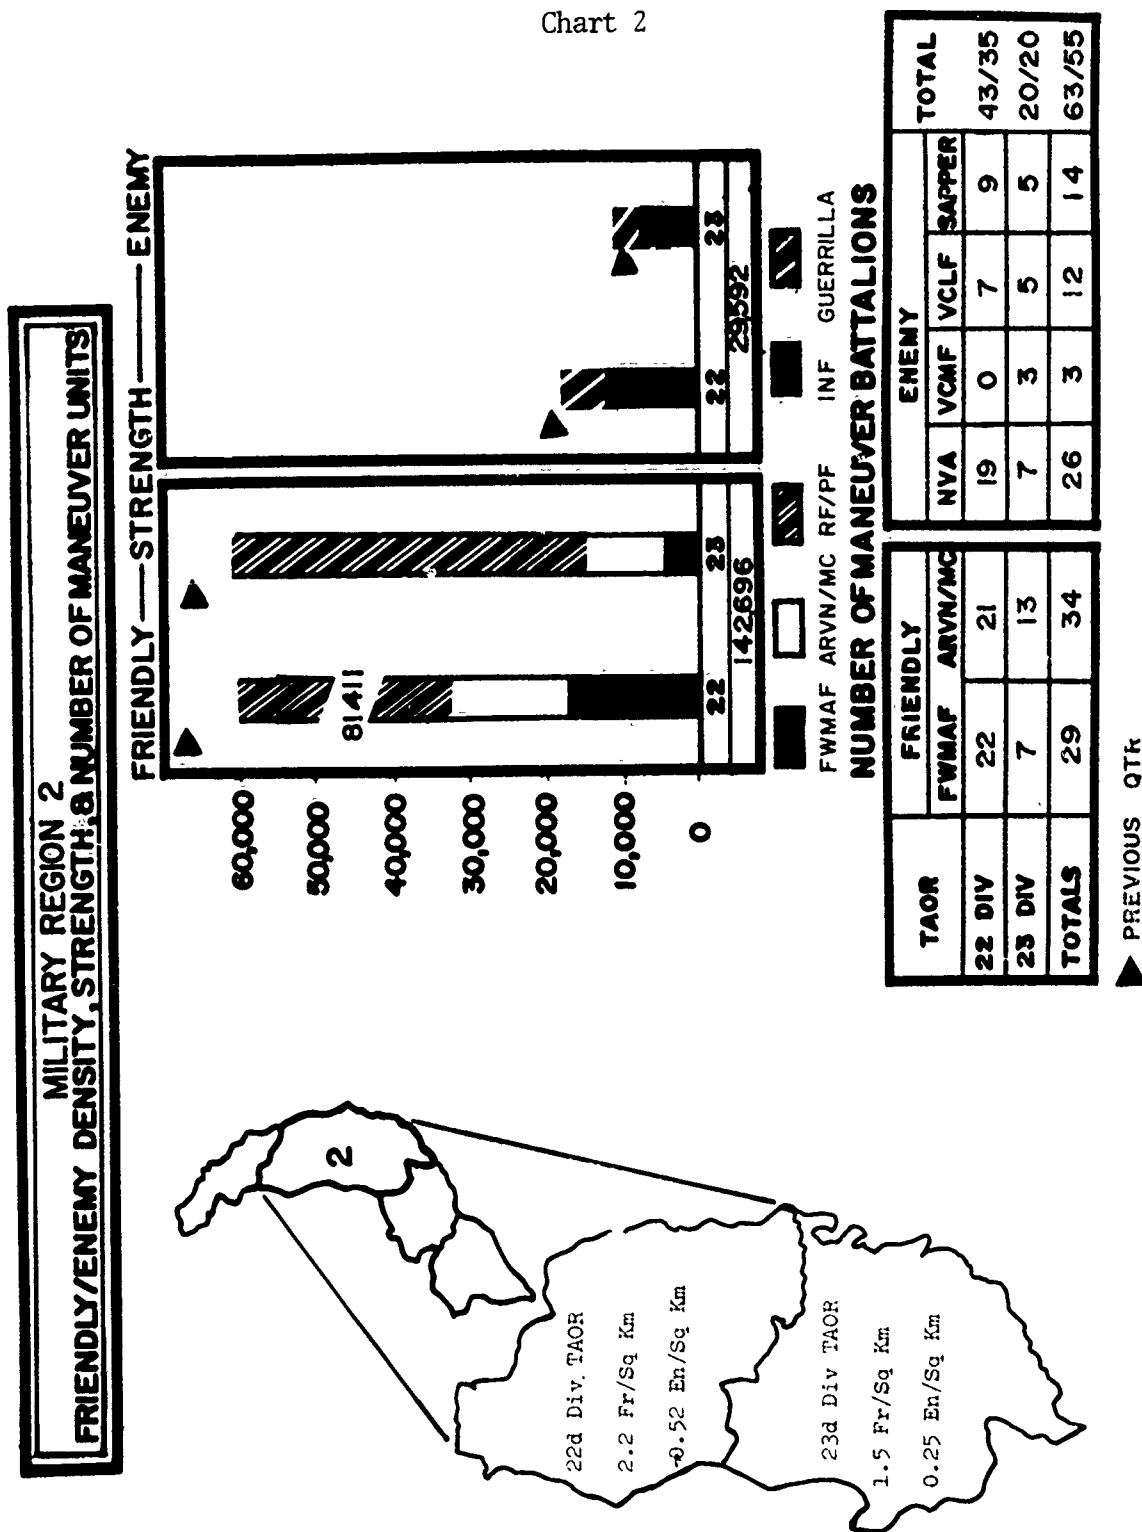 Chart 2
MILITARY REGION 2
FRIENDLY/ENEMY DENSITY, STRENGTH, & NUMBER OF MANEUVER UNITS
FRIENDLY — STRENGTH — ENEMY
60,000
50,000
40,000
30,000
20,000
10,000
0
81411
22 23
142696
22 23
29592
FWMAF ARVN/MC RF/PF INF GUERRILLA
NUMBER OF MANEUVER BATTALIONS
TAOR FRIENDLY ENEMY TOTAL
FWMAF ARVN/MC NVA VCMF VCLF SAPPER
22 DIV 22 21 19 0 7 9 43/35
23 DIV 7 13 7 3 5 5 20/20
TOTALS 29 34 26 3 12 14 63/55
▲ PREVIOUS QTR
2
22d Div. TAOR
2.2 Fr/Sq Km
0.52 En/Sq Km
23d Div TAOR
1.5 Fr/Sq Km
0.25 En/Sq Km